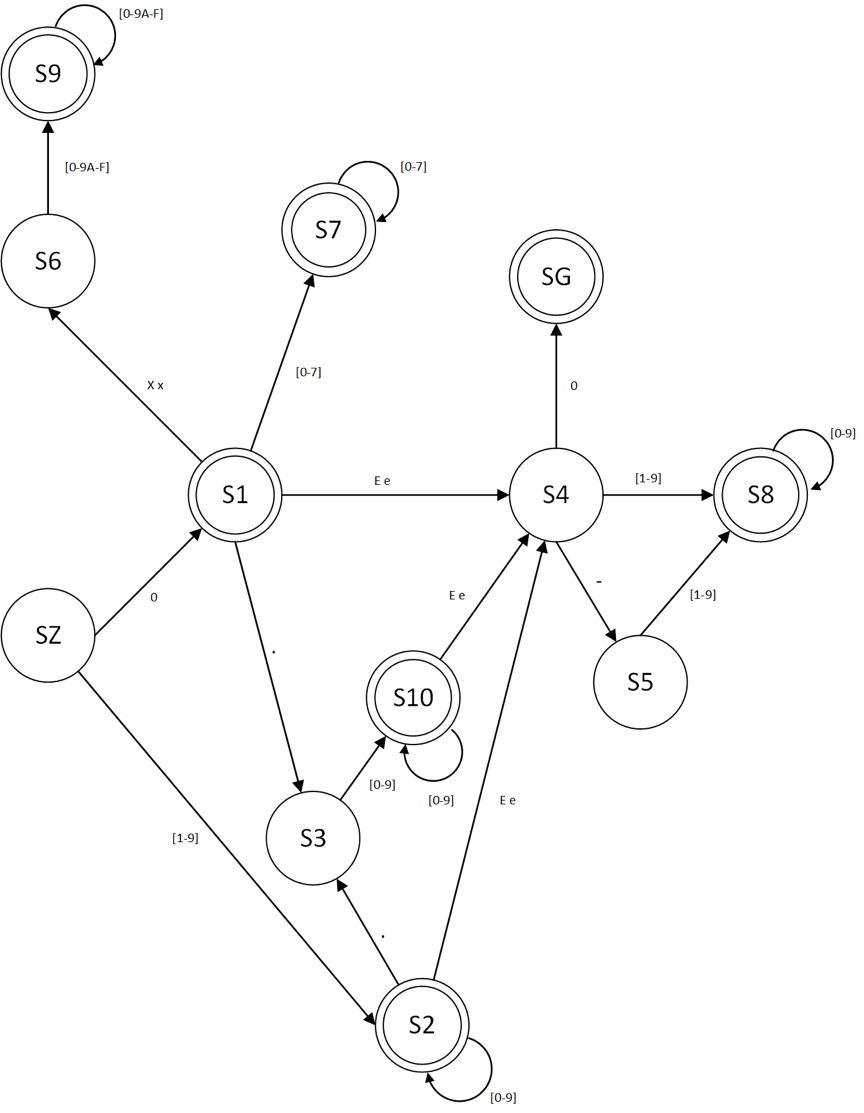 [0-9A-F]
S9
[0-9A-F]
[0-7]
S7
S6
SG
[0-7]
X x
0
[0-9]
E e
[1-9]
S1
S4
S8
0
-
[1-9]
E e
SZ
.
S5
S10
[0-9]
[0-9]
E e
[1-9]
S3
.
S2
[0-9]